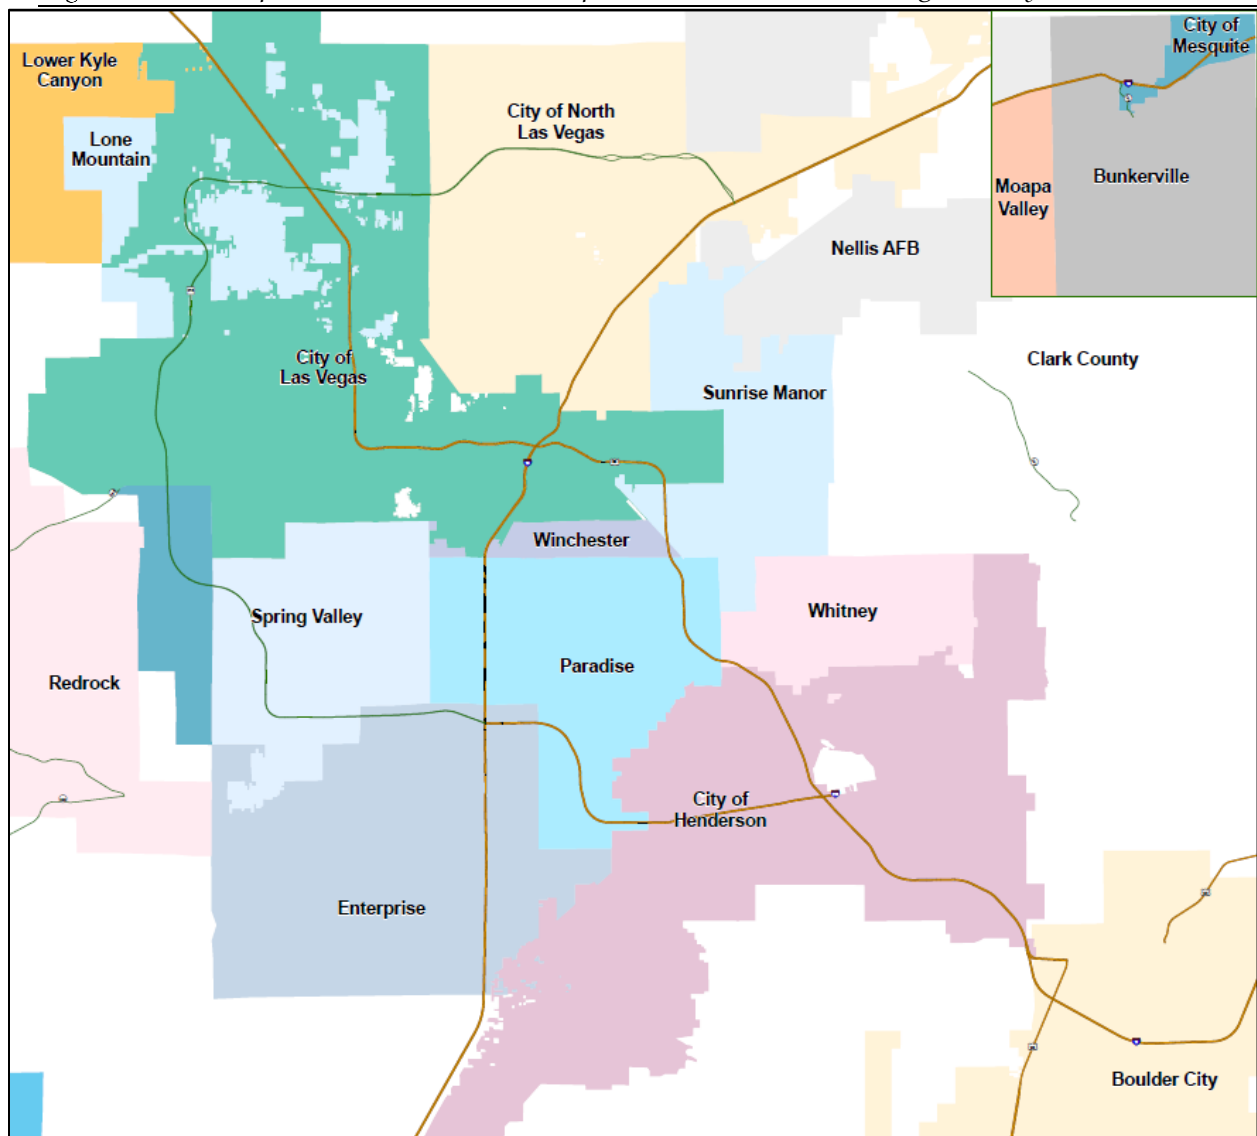 Lower Kyle
Canyon
City of
Mesquite
City of North
Las Vegas
Lone
Mountain
Bunkerville
Moapa
Valley
Nellis AFB
City of
Las Vegas
Clark County
Sunrise Manor
Winchester
Spring Valley
Whitney
Paradise
Redrock
City of
Henderson
Enterprise
Boulder City